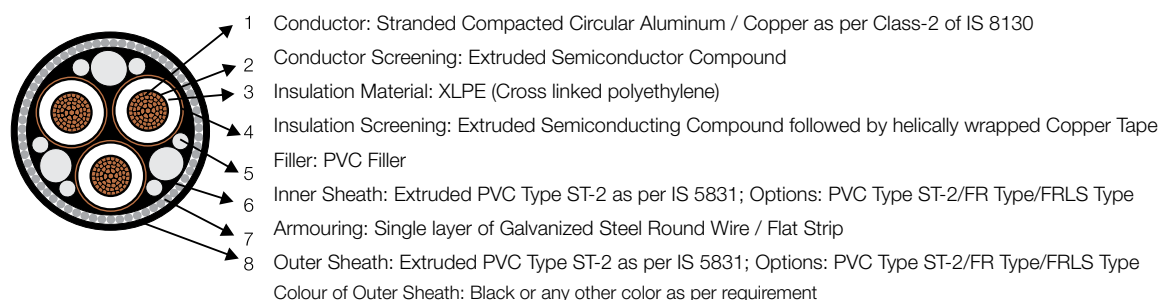 1 Conductor: Stranded Compacted Circular Aluminum / Copper as per Class-2 of IS 8130
2 Conductor Screening: Extruded Semiconductor Compound
3 Insulation Material: XLPE (Cross linked polyethylene)
4 Insulation Screening: Extruded Semiconducting Compound followed by helically wrapped Copper Tape
5 Filler: PVC Filler
6 Inner Sheath: Extruded PVC Type ST-2 as per IS 5831; Options: PVC Type ST-2/FR Type/FRLS Type
7 Armouring: Single layer of Galvanized Steel Round Wire / Flat Strip
8 Outer Sheath: Extruded PVC Type ST-2 as per IS 5831; Options: PVC Type ST-2/FR Type/FRLS Type
Colour of Outer Sheath: Black or any other color as per requirement